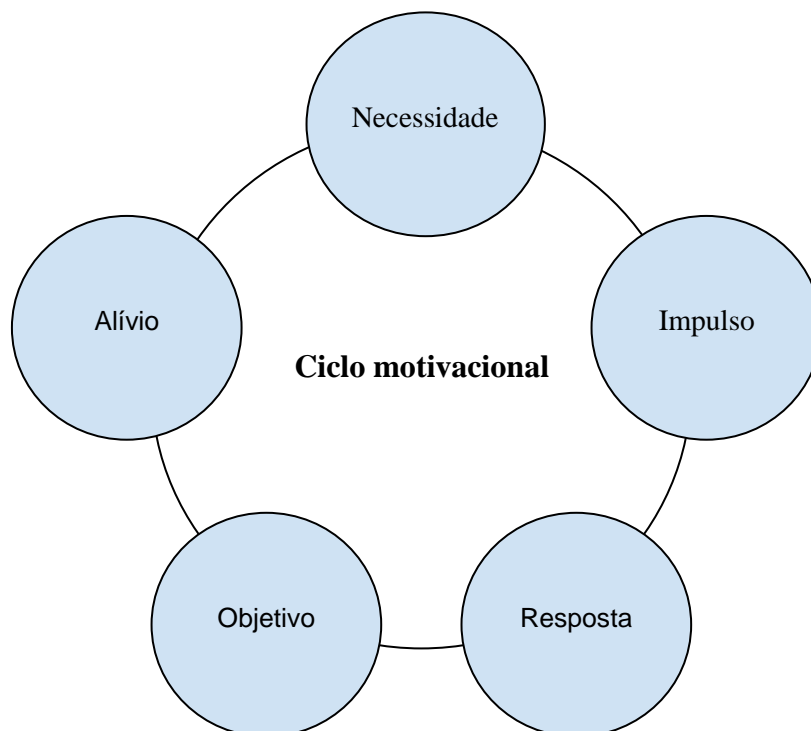 Necessidade
Impulso
Alívio
Ciclo motivacional
Objetivo
Resposta